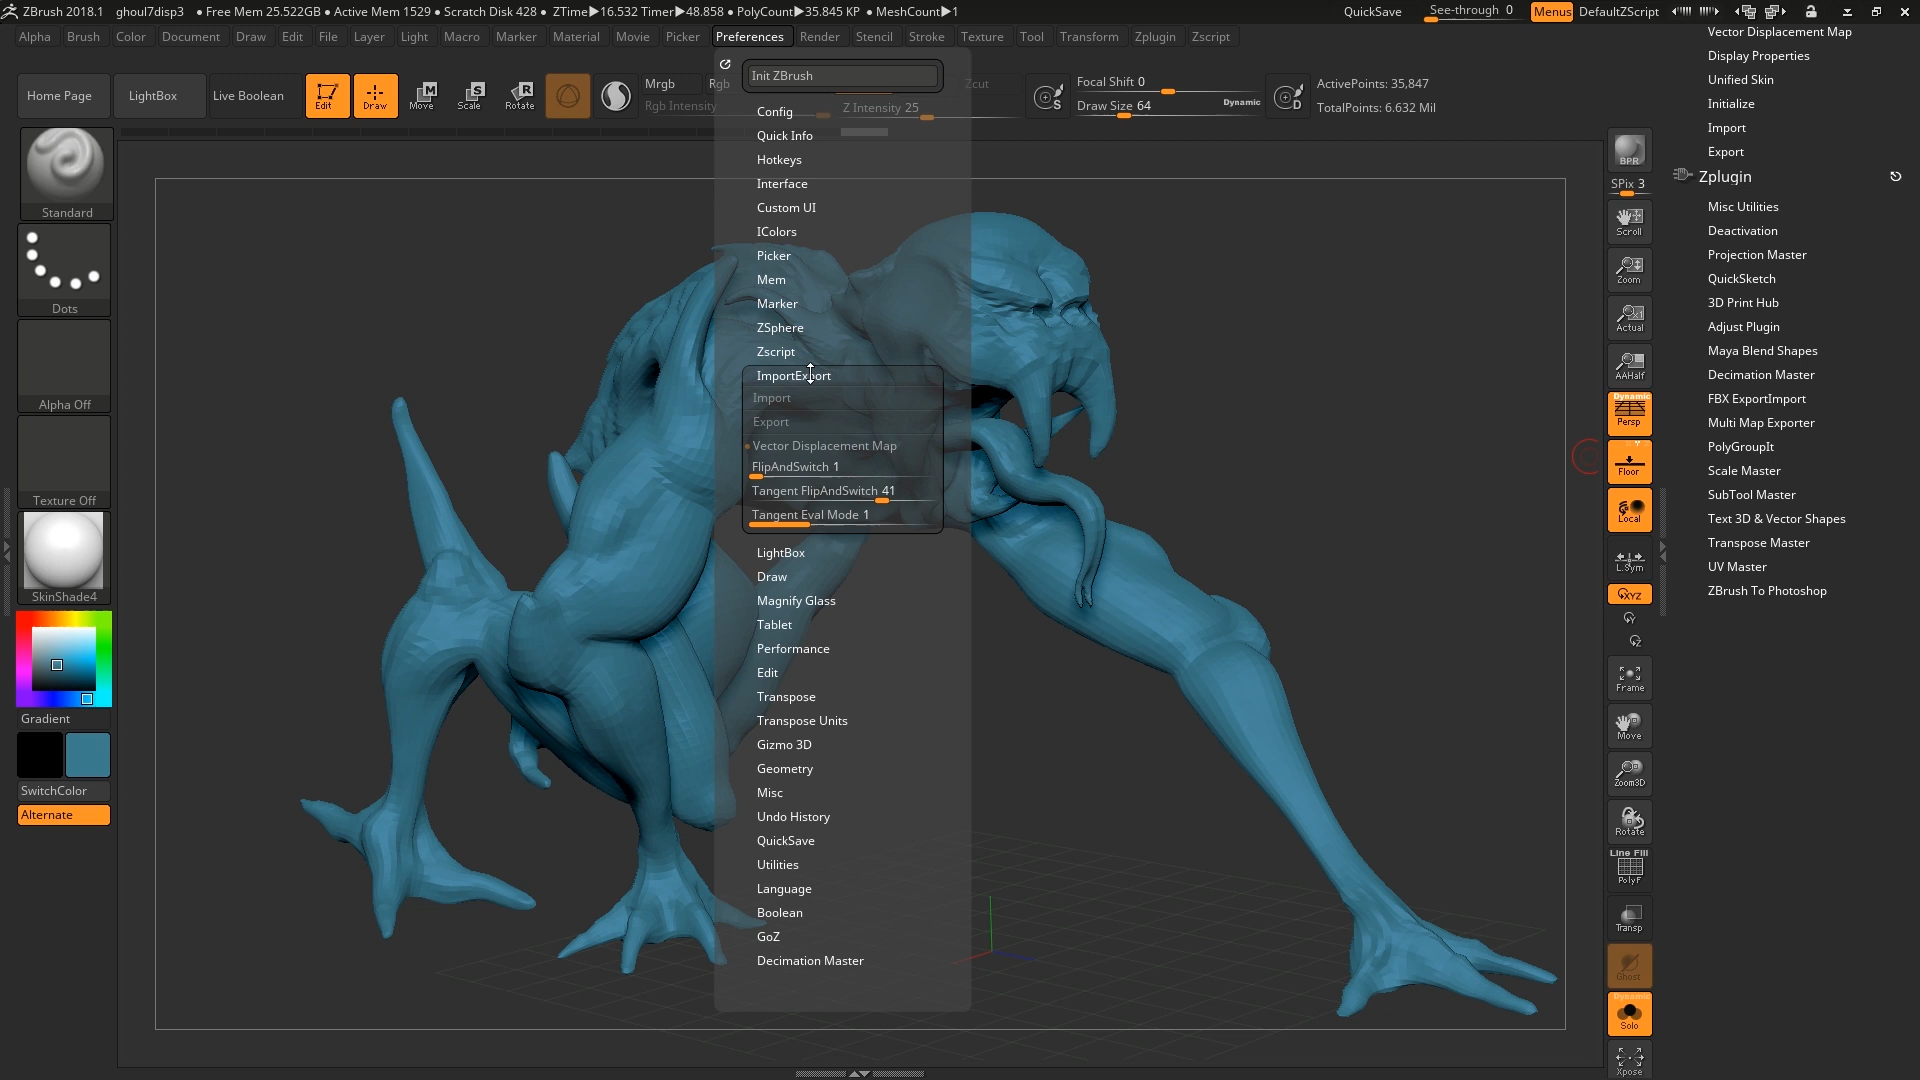 ZBrush 2018.1 ghoul7disp3 • Free Mem 25.522GB • Active Mem 1529 • Scratch Disk 428 • ZTime▶16.532 Timer▶48.858 • PolyCount▶35.845 KP • MeshCount▶1 QuickSave See-through 0 Menus DefaultZScript
Alpha Brush Color Document Draw Edit File Layer Light Macro Marker Material Movie Picker Preferences Render Stencil Stroke Texture Tool Transform Zplugin Zscript
Home Page
LightBox
Live Boolean
Edit
Draw
Move
Scale
Rotate
Mrgb
Rgb
Rgb Intensity
Zcut
Z Intensity 25
S
Focal Shift 0
Draw Size 64
Dynamic
D
ActivePoints: 35,847
TotalPoints: 6.632 Mil
Standard
Dots
Alpha Off
Texture Off
SkinShade4
Gradient
SwitchColor
Alternate
Init ZBrush
Config
Quick Info
Hotkeys
Interface
Custom UI
IColors
Picker
Mem
Marker
ZSphere
Zscript
ImportExport
Import
Export
Vector Displacement Map
FlipAndSwitch 1
Tangent FlipAndSwitch 41
Tangent Eval Mode 1
LightBox
Draw
Magnify Glass
Tablet
Performance
Edit
Transpose
Transpose Units
Gizmo 3D
Geometry
Misc
Undo History
QuickSave
Utilities
Language
Boolean
GoZ
Decimation Master
BPR
SPix 3
Scroll
Zoom
Actual
AAHalf
Dynamic
Persp
Floor
Local
L.Sym
XYZ
Y
Z
Frame
Move
Zoom3D
Rotate
Line Fill
PolyF
Transp
Ghost
Dynamic
Solo
Xpose
Vector Displacement Map
Display Properties
Unified Skin
Initialize
Import
Export
Zplugin
Misc Utilities
Deactivation
Projection Master
QuickSketch
3D Print Hub
Adjust Plugin
Maya Blend Shapes
Decimation Master
FBX ExportImport
Multi Map Exporter
PolyGroupIt
Scale Master
SubTool Master
Text 3D & Vector Shapes
Transpose Master
UV Master
ZBrush To Photoshop